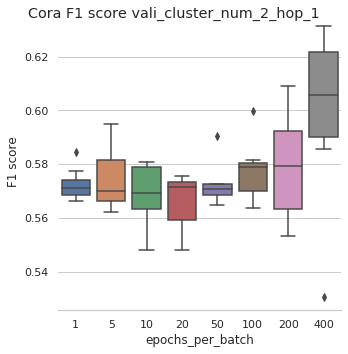 Cora F1 score vali_cluster_num_2_hop_1
F1 score
0.62
0.60
0.58
0.56
0.54
1 5 10 20 50 100 200 400
epochs_per_batch